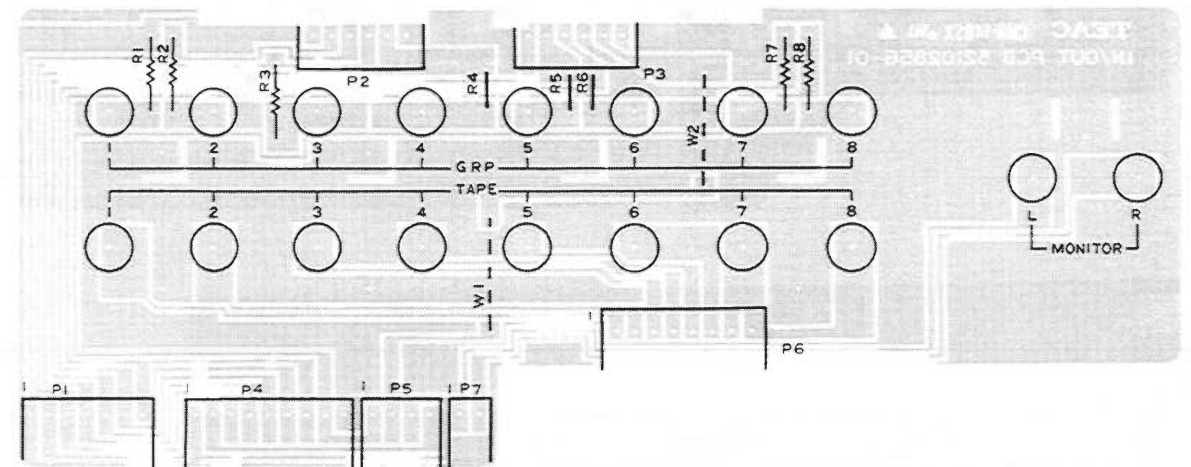 R1 R2 R3 P2 R4 R5 R6 P3 W2 R7 R8
TEAC
IN/OUT PCB 52102856-01
1 2 3 4 5 6 7 8
GRP
TAPE
1 2 3 4 5 6 7 8
L R
MONITOR
W1
1
P6
1 P1 1 P4 1 P5 1 P7